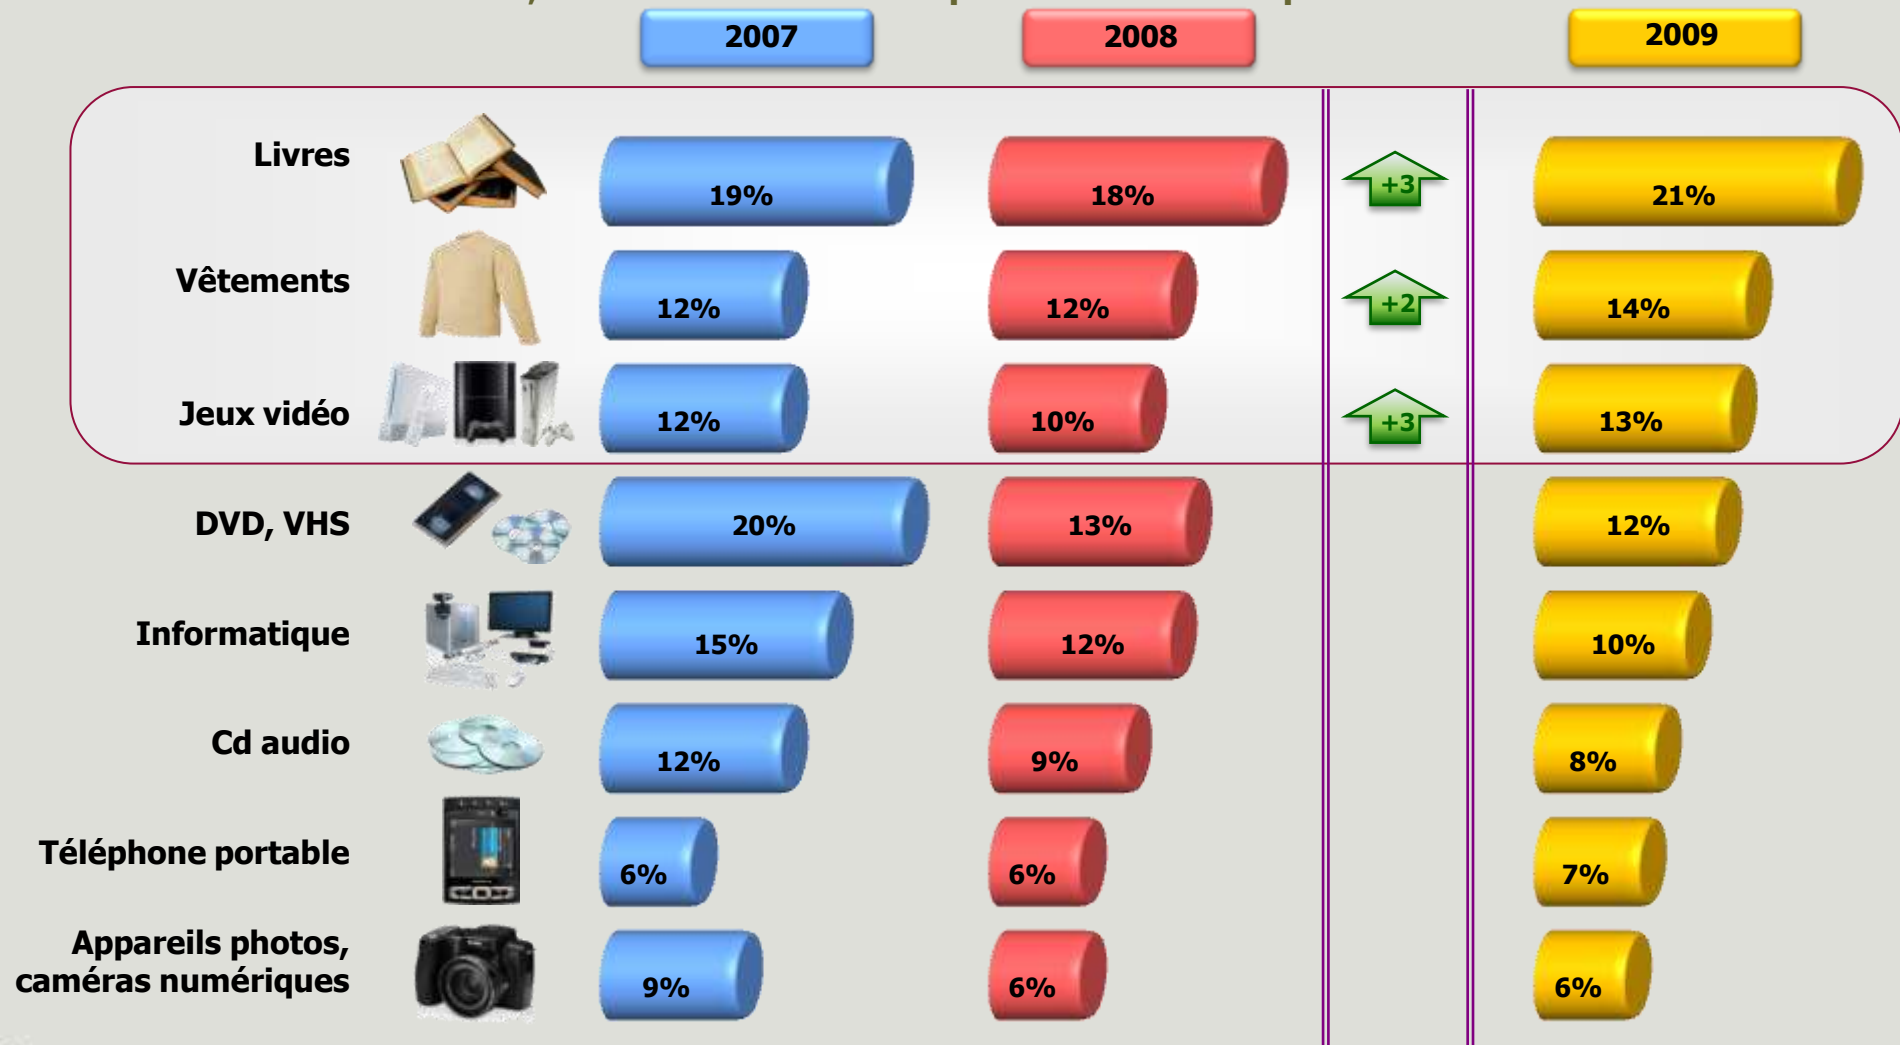 2007 2008 2009
Livres 19% 18% +3 21%
Vêtements 12% 12% +2 14%
Jeux vidéo 12% 10% +3 13%
DVD, VHS 20% 13% 12%
Informatique 15% 12% 10%
Cd audio 12% 9% 8%
Téléphone portable 6% 6% 7%
Appareils photos,
caméras numériques 9% 6% 6%